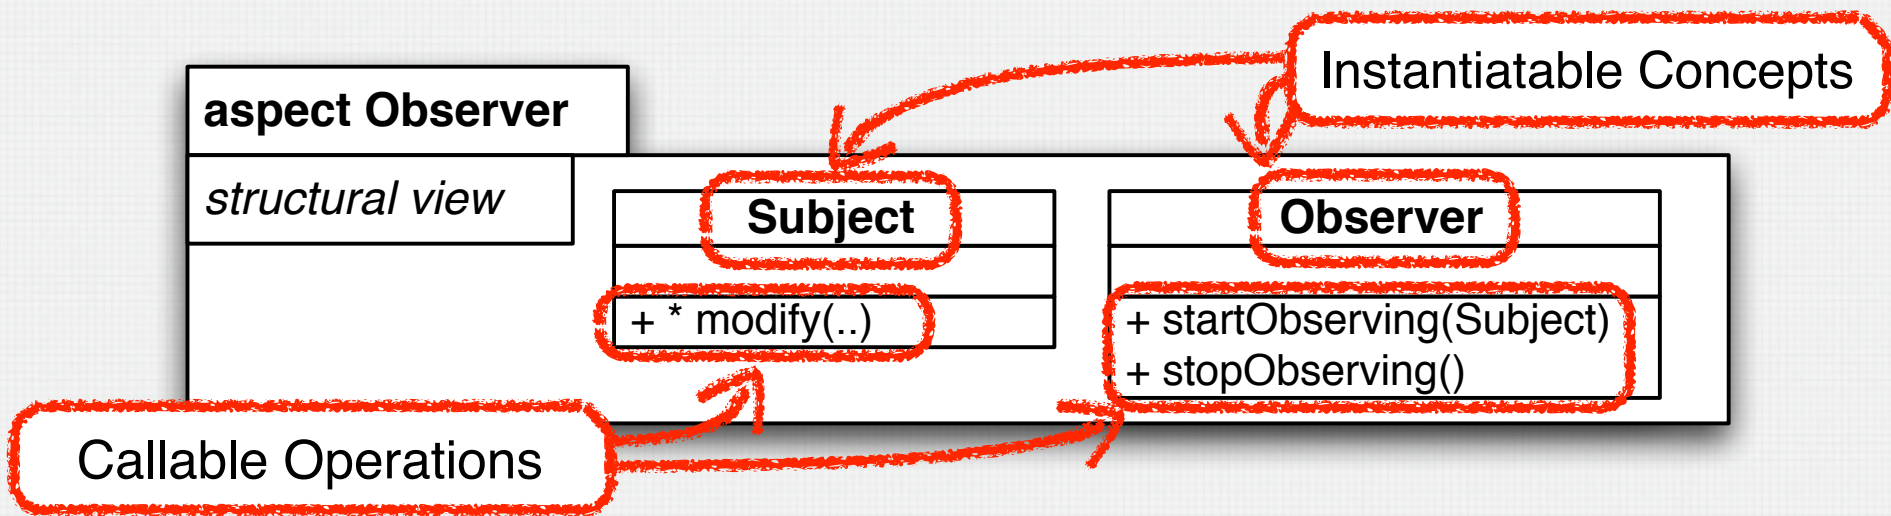 Instantiatable Concepts
aspect Observer
structural view
Subject
+ * modify(..)
Observer
+ startObserving(Subject)
+ stopObserving()
Callable Operations